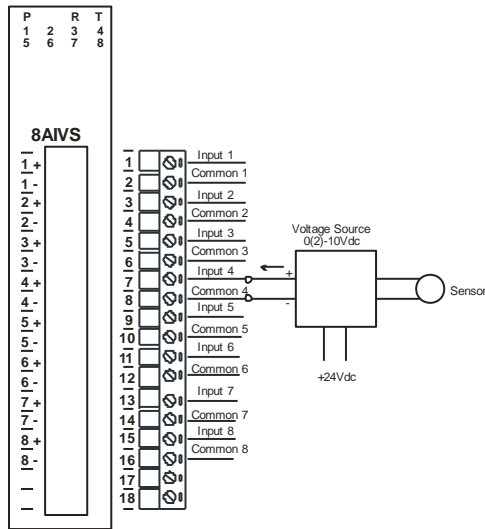 P R T
1 2 3 4
5 6 7 8
8AIVS
1 +
1 -
2 +
2 -
3 +
3 -
4 +
4 -
5 +
5 -
6 +
6 -
7 +
7 -
8 +
8 -
1 Input 1
2 Common 1
3 Input 2
4 Common 2
5 Input 3
6 Common 3
7 Input 4
8 Common 4
9 Input 5
10 Common 5
11 Input 6
12 Common 6
13 Input 7
14 Common 7
15 Input 8
16 Common 8
17
18
Voltage Source
0(2)-10Vdc
+
-
Sensor
+24Vdc